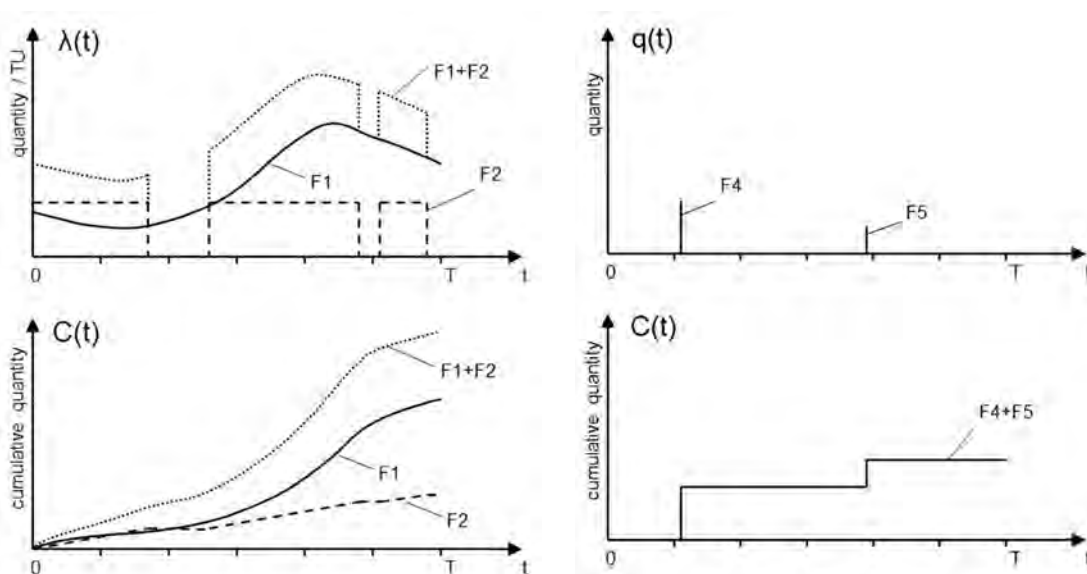 λ(t)
quantity / TU
F1+F2
F1
F2
0
T
t
q(t)
quantity
F4
F5
0
T
t
C(t)
cumulative quantity
F1+F2
F1
F2
0
T
t
C(t)
cumulative quantity
F4+F5
0
T
t